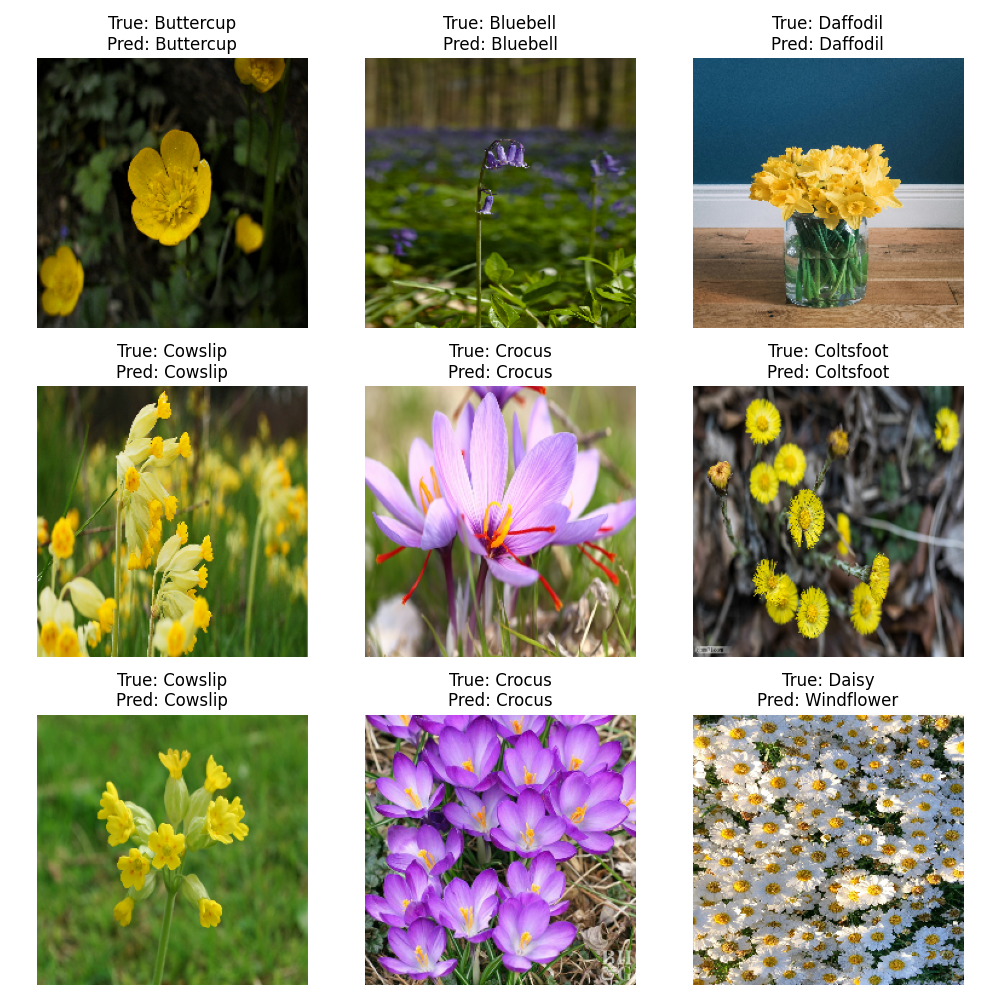 True: Buttercup
Pred: Buttercup
True: Bluebell
Pred: Bluebell
True: Daffodil
Pred: Daffodil
True: Cowslip
Pred: Cowslip
True: Crocus
Pred: Crocus
True: Coltsfoot
Pred: Coltsfoot
True: Cowslip
Pred: Cowslip
True: Crocus
Pred: Crocus
True: Daisy
Pred: Windflower